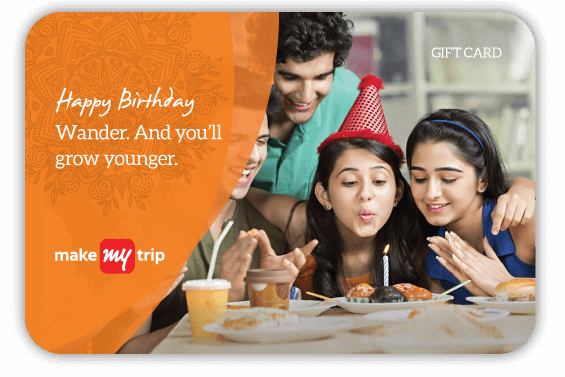 GIFT CARD
Happy Birthday
Wander. And you'll
grow younger.
make my trip